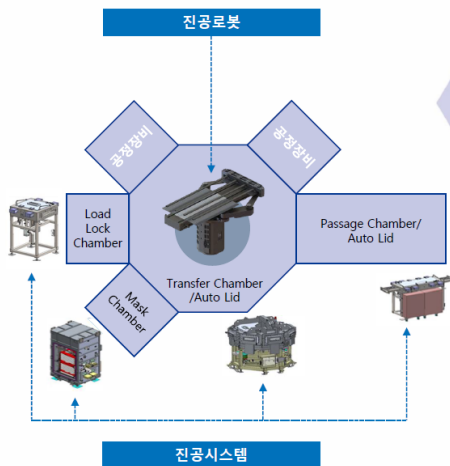 진공로봇
공정장비
공정장비
Load
Lock
Chamber
Passage Chamber/
Auto Lid
Transfer Chamber
/Auto Lid
Mask
Chamber
진공시스템